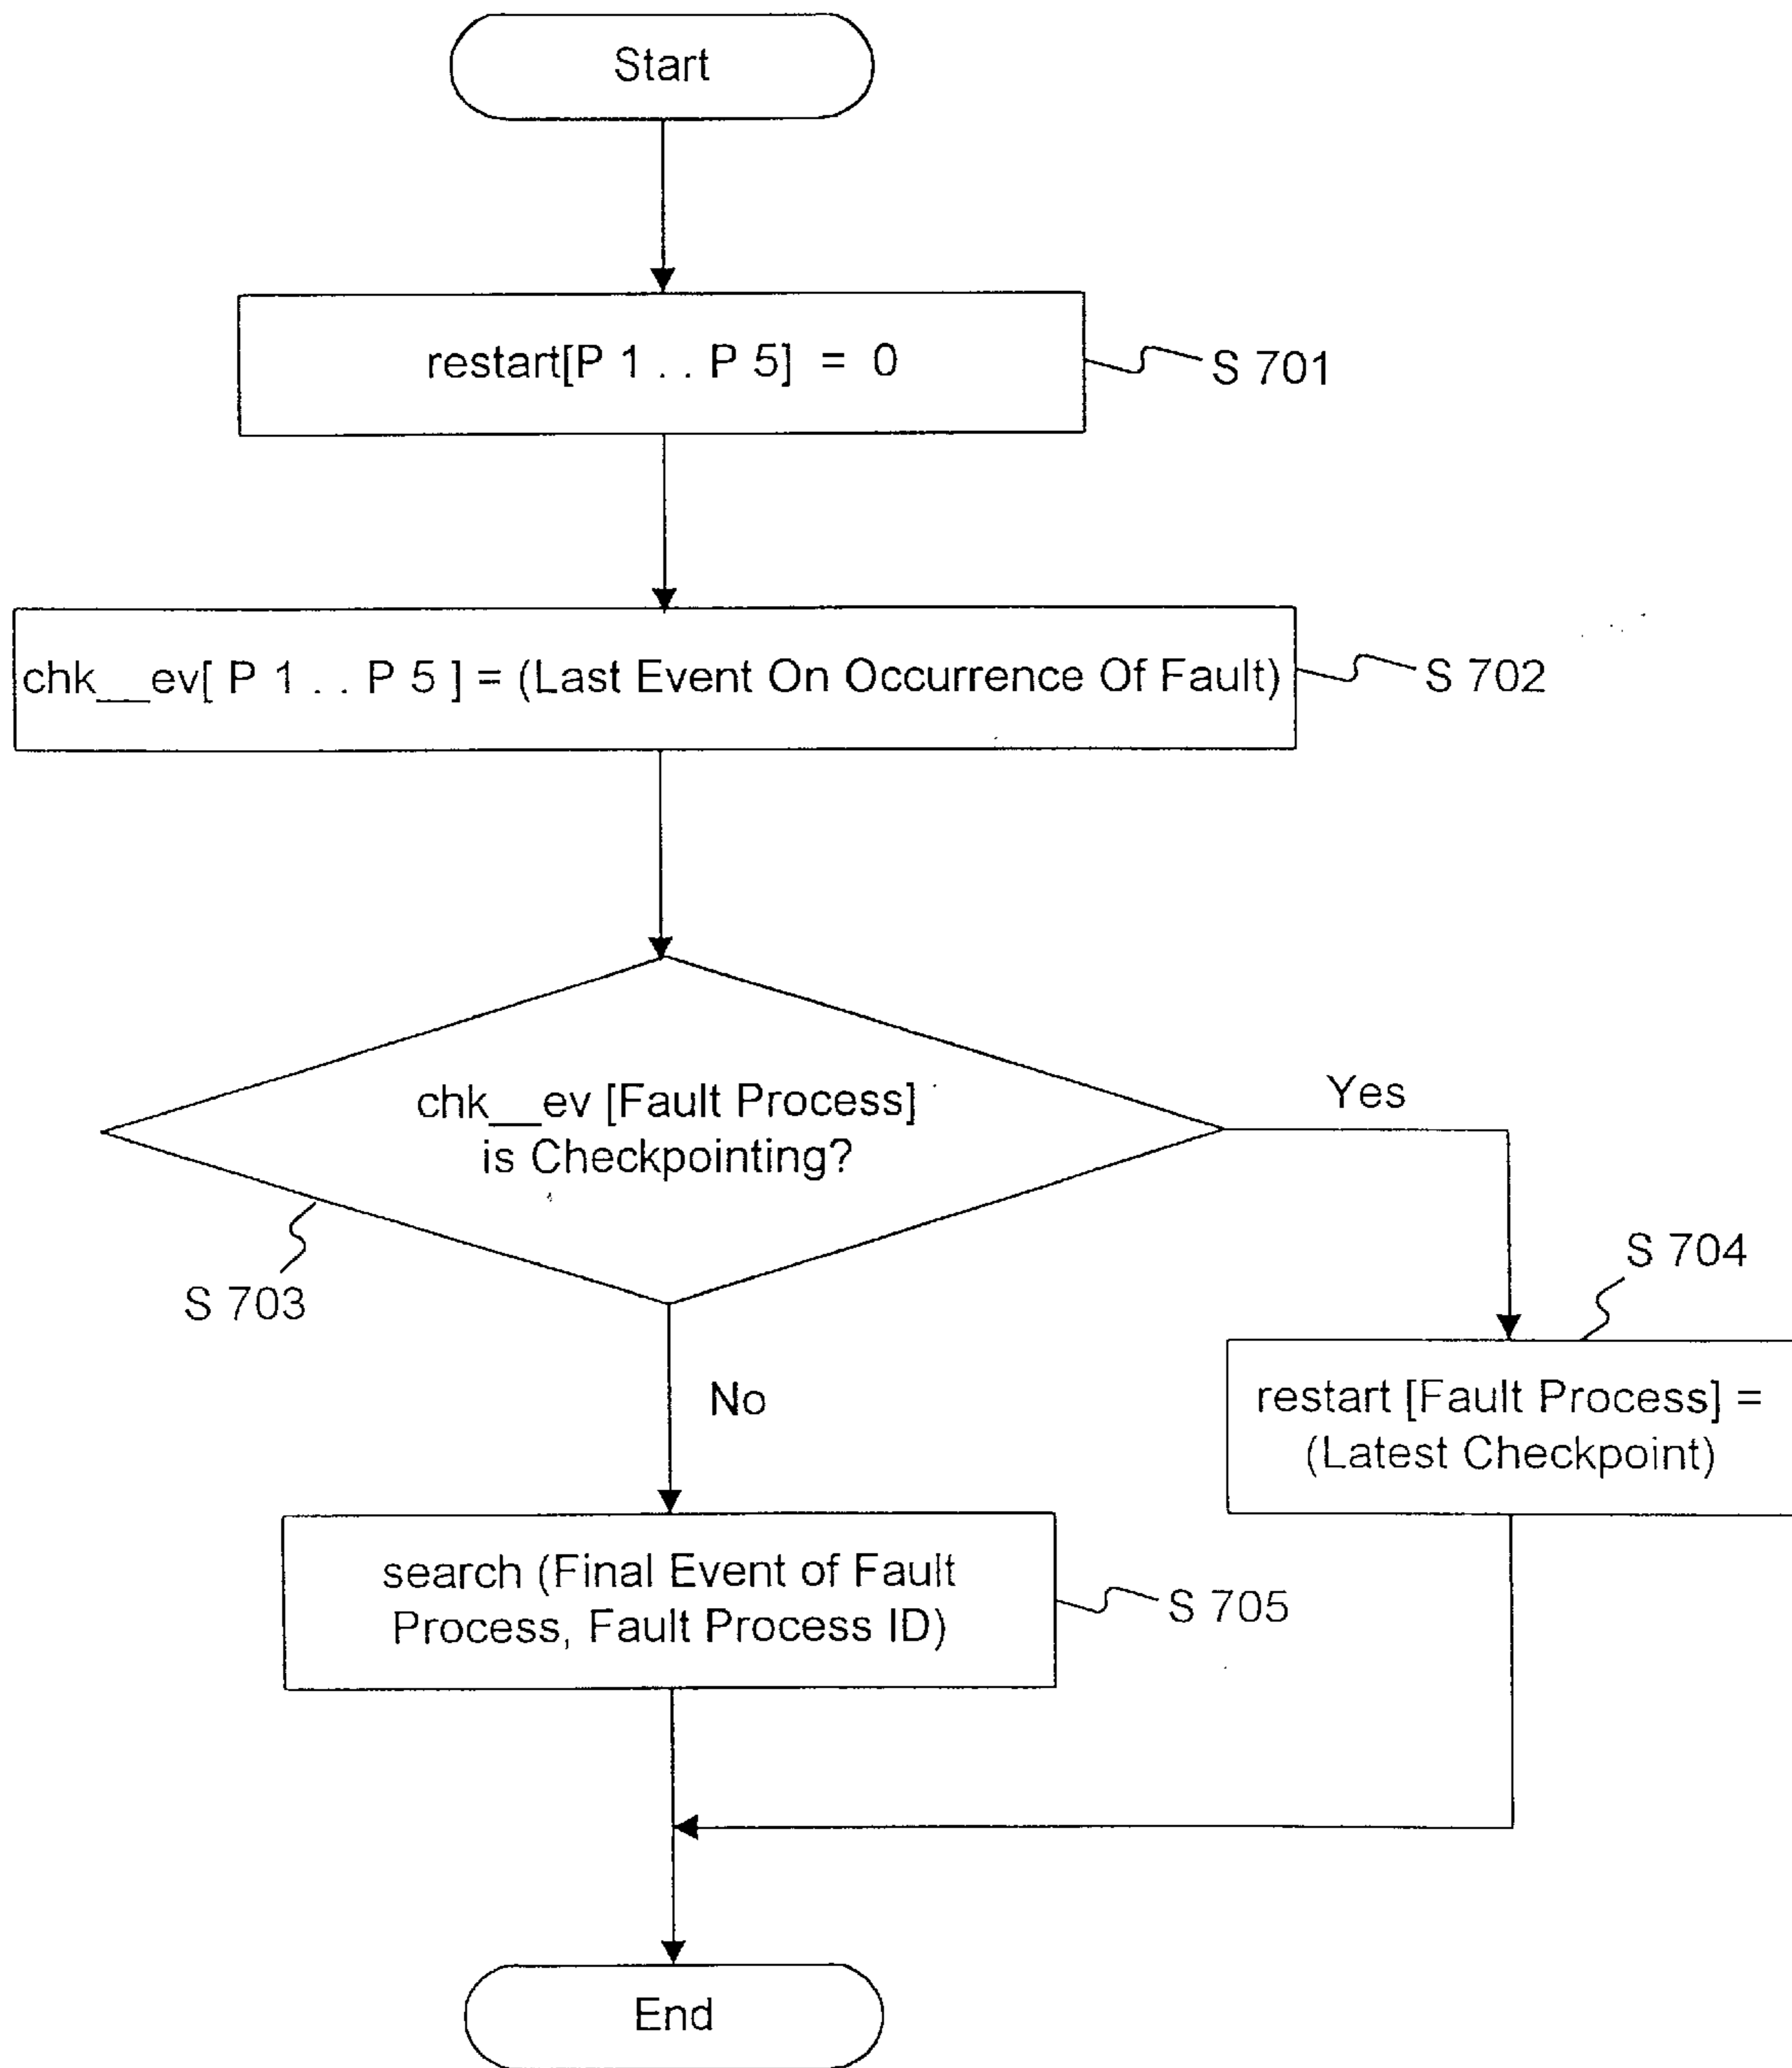 Start
restart[P 1 . . P 5] = 0
S 701
chk__ev[ P 1 . . P 5 ] = (Last Event On Occurrence Of Fault)
S 702
chk__ev [Fault Process]
is Checkpointing?
Yes
S 703
S 704
No
restart [Fault Process] =
(Latest Checkpoint)
search (Final Event of Fault
Process, Fault Process ID)
S 705
End